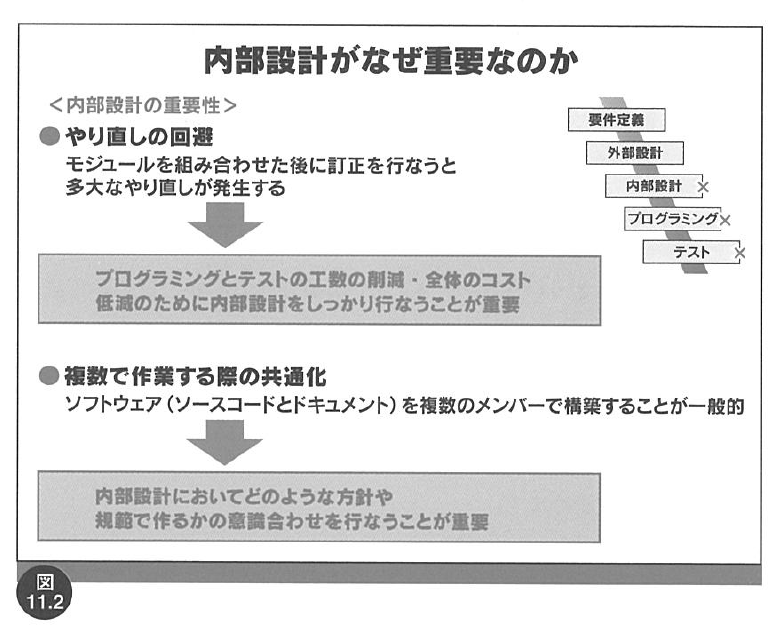 内部設計がなぜ重要なのか
＜内部設計の重要性＞
●やり直しの回避
モジュールを組み合わせた後に訂正を行なうと
多大なやり直しが発生する
プログラミングとテストの工数の削減・全体のコスト
低減のために内部設計をしっかり行なうことが重要
要件定義
外部設計
内部設計×
プログラミング×
テスト×
●複数で作業する際の共通化
ソフトウェア（ソースコードとドキュメント）を複数のメンバーで構築することが一般的
内部設計においてどのような方針や
規範で作るかの意識合わせを行なうことが重要
図
11.2